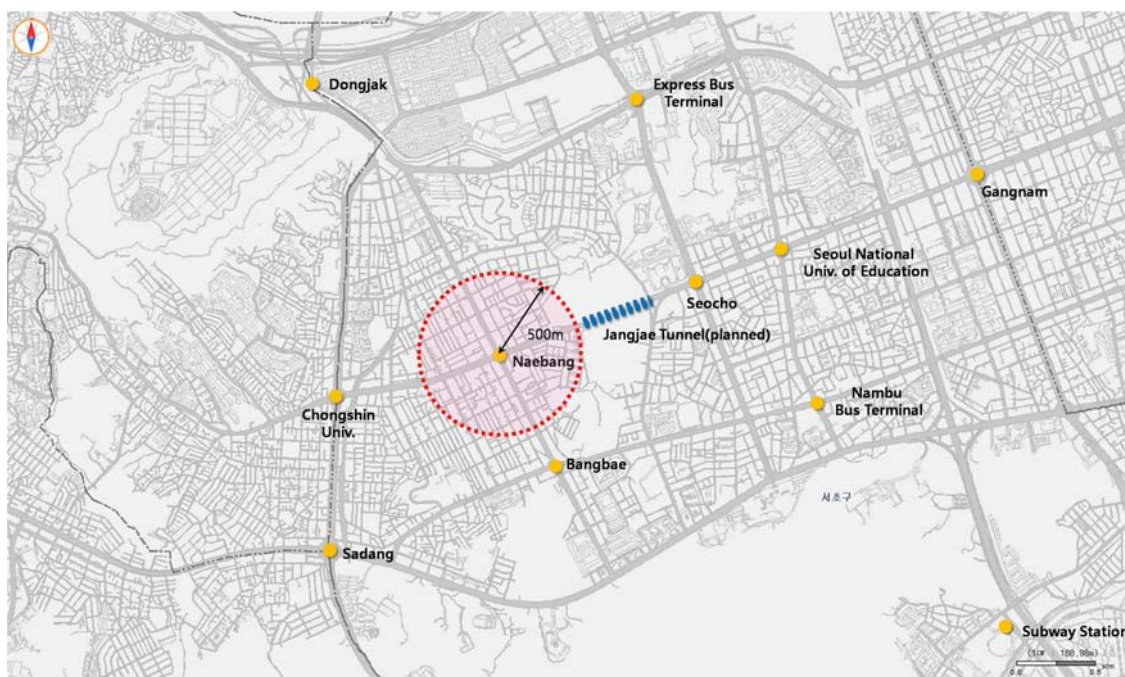 Dongjak
Express Bus
Terminal
Gangnam
Seoul National
Univ. of Education
Seocho
500m
Jangjae Tunnel(planned)
Naebang
Chongshin
Univ.
Nambu
Bus Terminal
Bangbae
서초구
Sadang
Subway Station